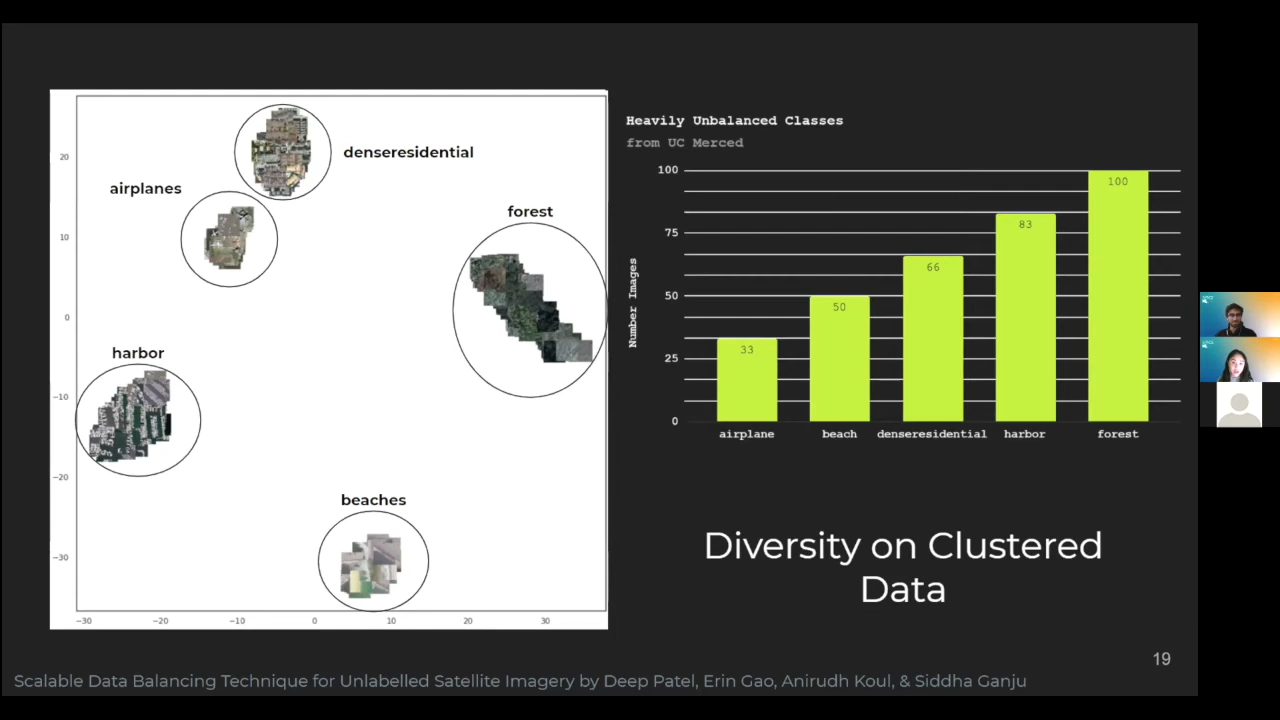 denseresidential
airplanes
forest
harbor
beaches
20
10
0
−10
−20
−30
−30
−20
−10
0
10
20
30
Heavily Unbalanced Classes
from UC Merced
Number Images
100
75
50
25
0
33
50
66
83
100
airplane
beach
denseresidential
harbor
forest
Diversity on Clustered
Data
19
Scalable Data Balancing Technique for Unlabelled Satellite Imagery by Deep Patel, Erin Gao, Anirudh Koul, & Siddha Ganju